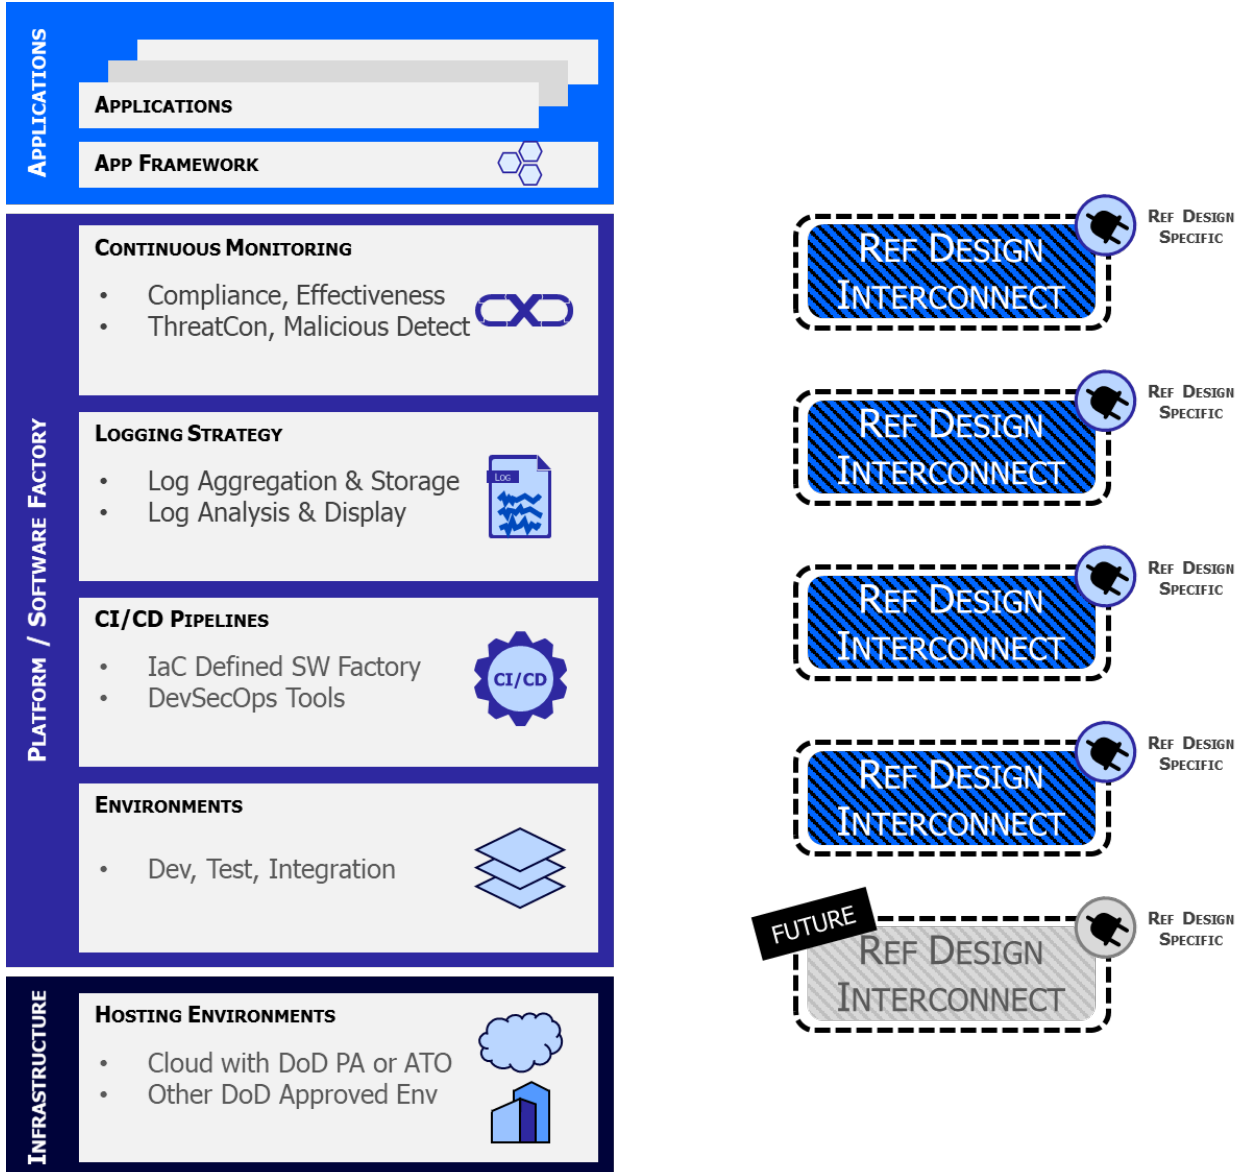 APPLICATIONS
APPLICATIONS
APP FRAMEWORK
PLATFORM / SOFTWARE FACTORY
CONTINUOUS MONITORING
• Compliance, Effectiveness
• ThreatCon, Malicious Detect
LOGGING STRATEGY
• Log Aggregation & Storage
• Log Analysis & Display
LOG
CI/CD PIPELINES
• IaC Defined SW Factory
• DevSecOps Tools
CI/CD
ENVIRONMENTS
• Dev, Test, Integration
INFRASTRUCTURE
HOSTING ENVIRONMENTS
• Cloud with DoD PA or ATO
• Other DoD Approved Env
REF DESIGN
INTERCONNECT
REF DESIGN
SPECIFIC
REF DESIGN
INTERCONNECT
REF DESIGN
SPECIFIC
REF DESIGN
INTERCONNECT
REF DESIGN
SPECIFIC
REF DESIGN
INTERCONNECT
REF DESIGN
SPECIFIC
FUTURE
REF DESIGN
INTERCONNECT
REF DESIGN
SPECIFIC